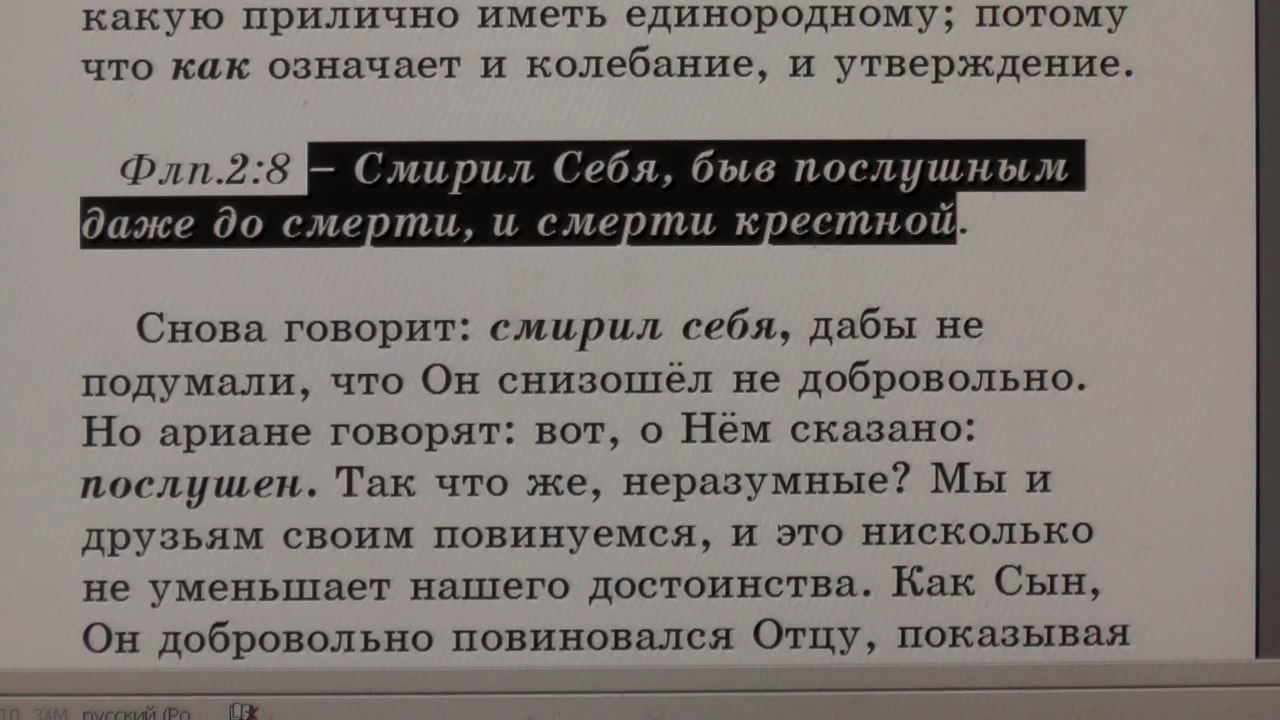 какую прилично иметь единородному; потому
что как означает и колебание, и утверждение.
Флп.2:8 – Смирил Себя, быв послушным
даже до смерти, и смерти крестной.
Снова говорит: смирил себя, дабы не
подумали, что Он снизошёл не добровольно.
Но ариане говорят: вот, о Нём сказано:
послушен. Так что же, неразумные? Мы и
друзьям своим повинуемся, и это нисколько
не уменьшает нашего достоинства. Как Сын,
Он добровольно повиновался Отцу, показывая
ЗАМ русский (Ро